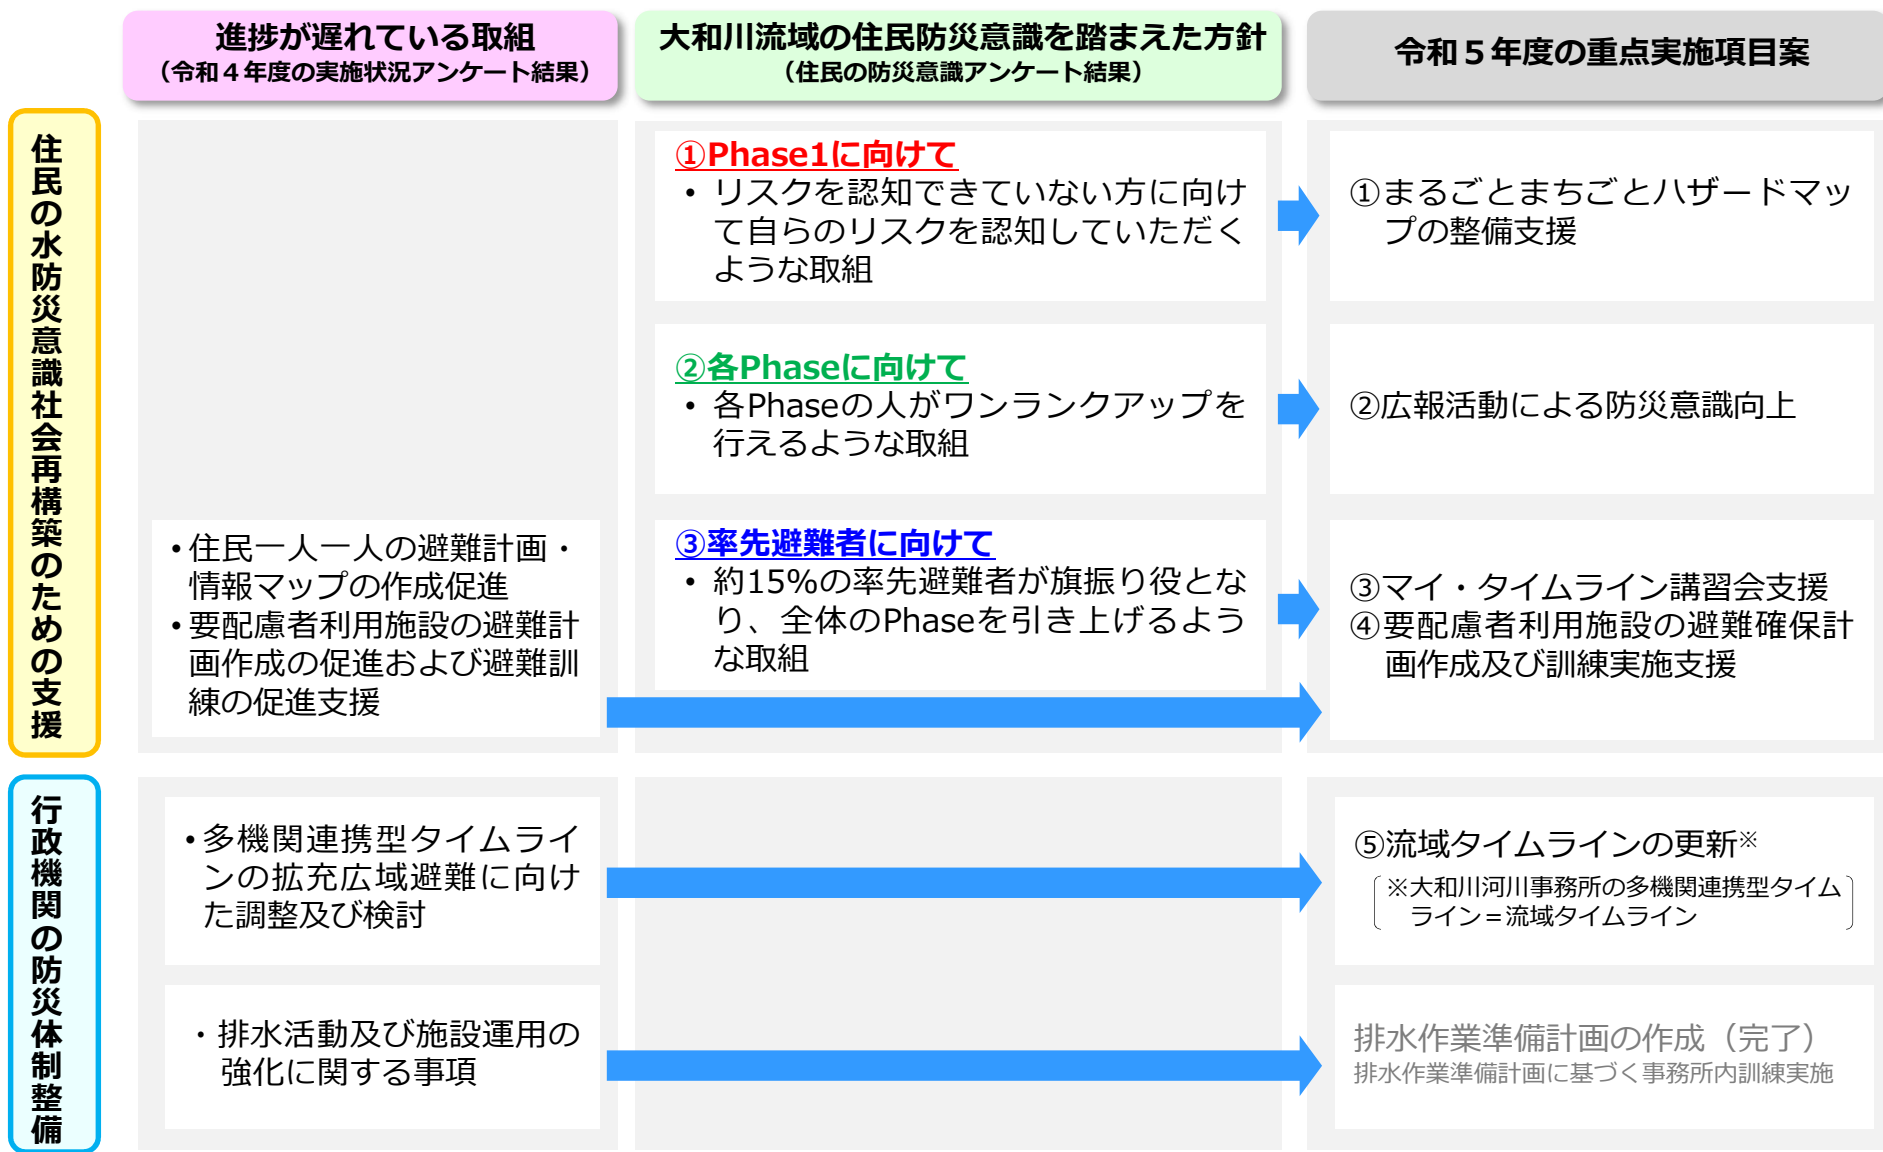 進捗が遅れている取組
（令和４年度の実施状況アンケート結果）
大和川流域の住民防災意識を踏まえた方針
（住民の防災意識アンケート結果）
令和５年度の重点実施項目案
住民の水防災意識社会再構築のための支援
・住民一人一人の避難計画・
情報マップの作成促進
・要配慮者利用施設の避難計
画作成の促進および避難訓
練の促進支援
①Phase1に向けて
• リスクを認知できていない方に向け
て自らのリスクを認知していただく
ような取組
②各Phaseに向けて
• 各Phaseの人がワンランクアップを
行えるような取組
③率先避難者に向けて
• 約15%の率先避難者が旗振り役とな
り、全体のPhaseを引き上げるよう
な取組
①まるごとまちごとハザードマッ
プの整備支援
②広報活動による防災意識向上
③マイ・タイムライン講習会支援
④要配慮者利用施設の避難確保計
画作成及び訓練実施支援
行政機関の防災体制整備
・多機関連携型タイムライ
ンの拡充広域避難に向け
た調整及び検討
・排水活動及び施設運用の
強化に関する事項
⑤流域タイムラインの更新※
※大和川河川事務所の多機関連携型タイム
ライン＝流域タイムライン
排水作業準備計画の作成（完了）
排水作業準備計画に基づく事務所内訓練実施